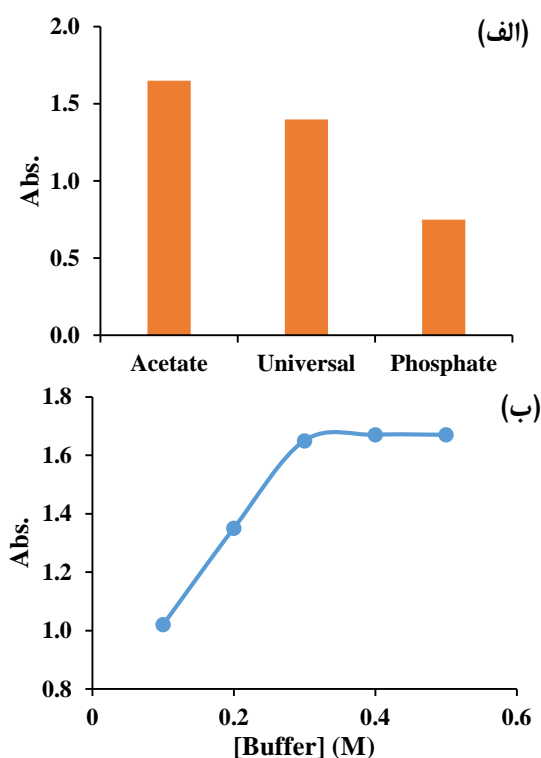 (الف)
2.0
1.5
1.0
0.5
0.0
Abs.
Acetate Universal Phosphate
(ب)
1.8
1.6
1.4
1.2
1.0
0.8
Abs.
0 0.2 0.4 0.6
[Buffer] (M)